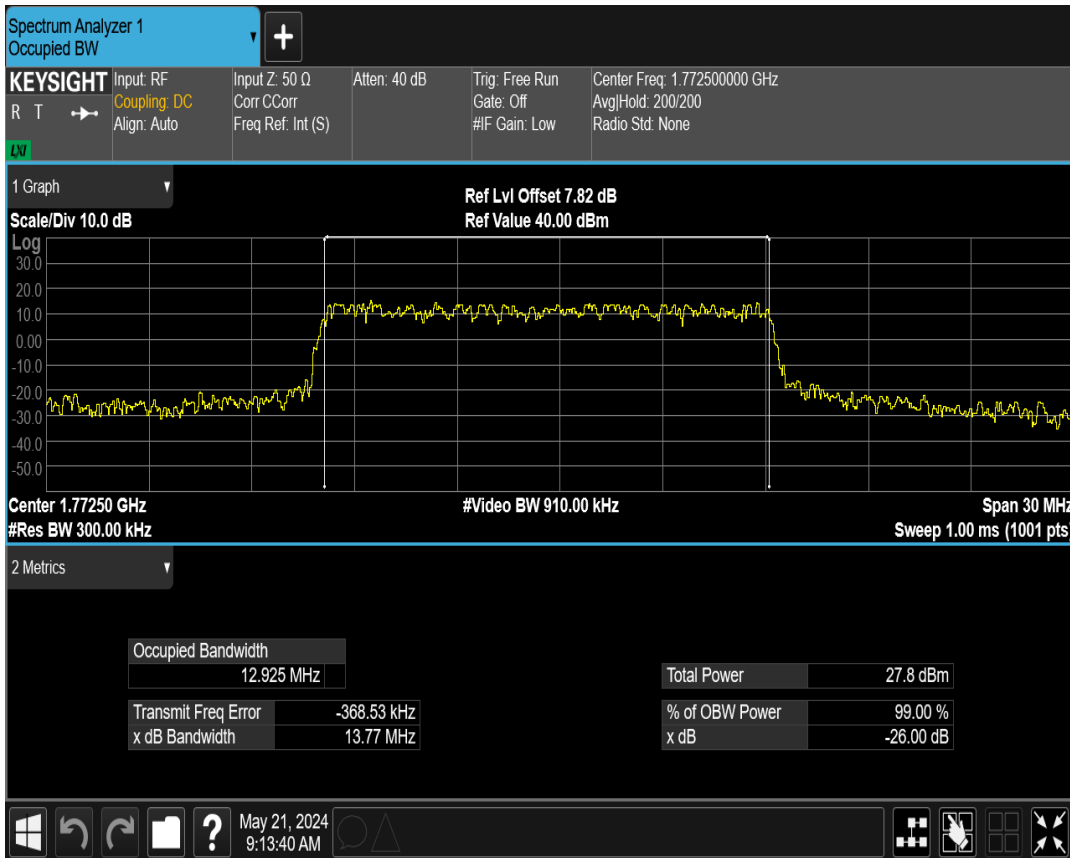 Spectrum Analyzer 1
Occupied BW
KEYSIGHT
R T
LXI
Input: RF
Coupling: DC
Align: Auto
Input Z: 50 Ω
Corr CCorr
Freq Ref: Int (S)
Atten: 40 dB
Trig: Free Run
Gate: Off
#IF Gain: Low
Center Freq: 1.772500000 GHz
Avg|Hold: 200/200
Radio Std: None
1 Graph
Scale/Div 10.0 dB
Ref Lvl Offset 7.82 dB
Ref Value 40.00 dBm
Log
30.0
20.0
10.0
0.00
-10.0
-20.0
-30.0
-40.0
-50.0
Center 1.77250 GHz
#Video BW 910.00 kHz
Span 30 MHz
#Res BW 300.00 kHz
Sweep 1.00 ms (1001 pts)
2 Metrics
Occupied Bandwidth
12.925 MHz
Transmit Freq Error -368.53 kHz
x dB Bandwidth 13.77 MHz
Total Power 27.8 dBm
% of OBW Power 99.00 %
x dB -26.00 dB
?
May 21, 2024
9:13:40 AM